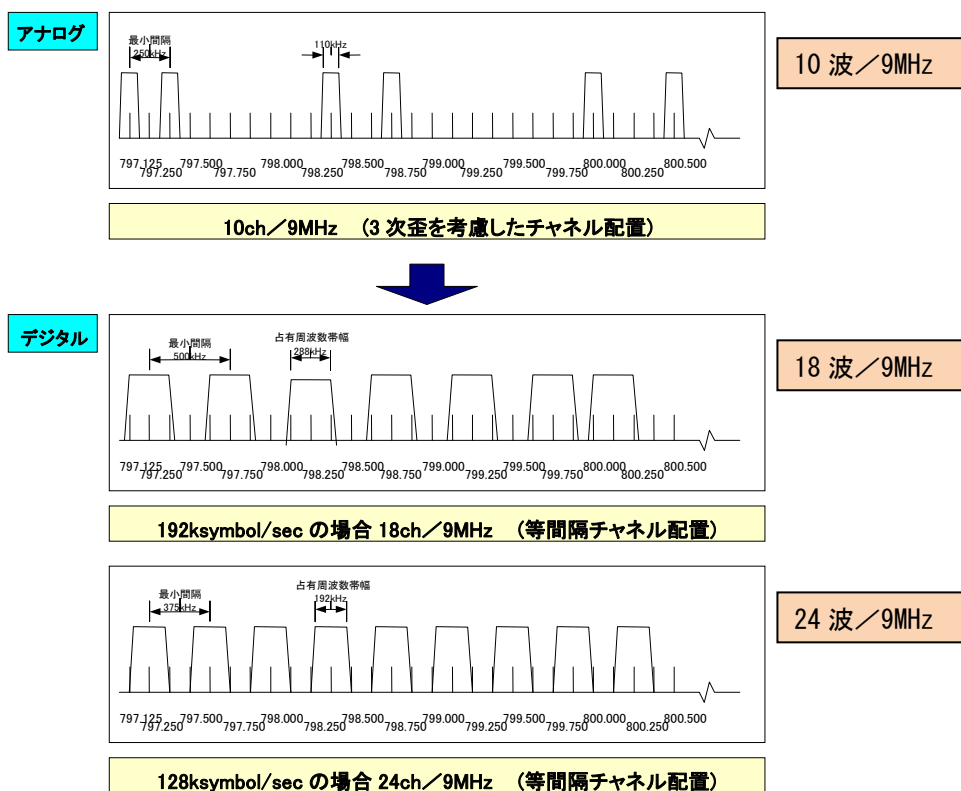 アナログ
最小間隔
250kHz
110kHz
10 波／9MHz
797.125 797.250 797.500 797.750 798.000 798.250 798.500 798.750 799.000 799.250 799.500 799.750 800.000 800.250 800.500
10ch／9MHz （3 次歪を考慮したチャネル配置）
デジタル
最小間隔
500kHz
占有周波数帯幅
288kHz
18 波／9MHz
797.125 797.250 797.500 797.750 798.000 798.250 798.500 798.750 799.000 799.250 799.500 799.750 800.000 800.250 800.500
192ksymbol/sec の場合 18ch／9MHz （等間隔チャネル配置）
最小間隔
375kHz
占有周波数帯幅
192kHz
24 波／9MHz
797.125 797.250 797.500 797.750 798.000 798.250 798.500 798.750 799.000 799.250 799.500 799.750 800.000 800.250 800.500
128ksymbol/sec の場合 24ch／9MHz （等間隔チャネル配置）